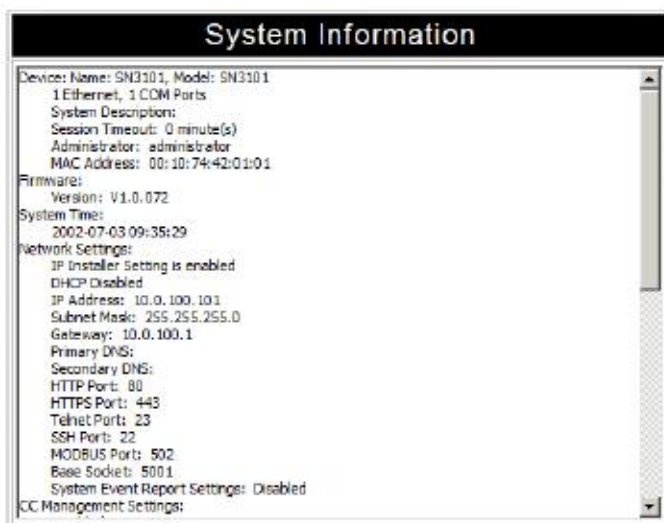 System Information
Device: Name: SN3101, Model: SN3101
1 Ethernet, 1 COM Ports
System Description:
Session Timeout: 0 minute(s)
Administrator: administrator
MAC Address: 00:10:74:42:01:01
Firmware:
Version: V1.0.072
System Time:
2002-07-03 09:35:29
Network Settings:
IP Installer Setting is enabled
DHCP Disabled
IP Address: 10.0.100.101
Subnet Mask: 255.255.255.0
Gateway: 10.0.100.1
Primary DNS:
Secondary DNS:
HTTP Port: 80
HTTPS Port: 443
Telnet Port: 23
SSH Port: 22
MODBUS Port: 502
Base Socket: 5001
System Event Report Settings: Disabled
CC Management Settings: